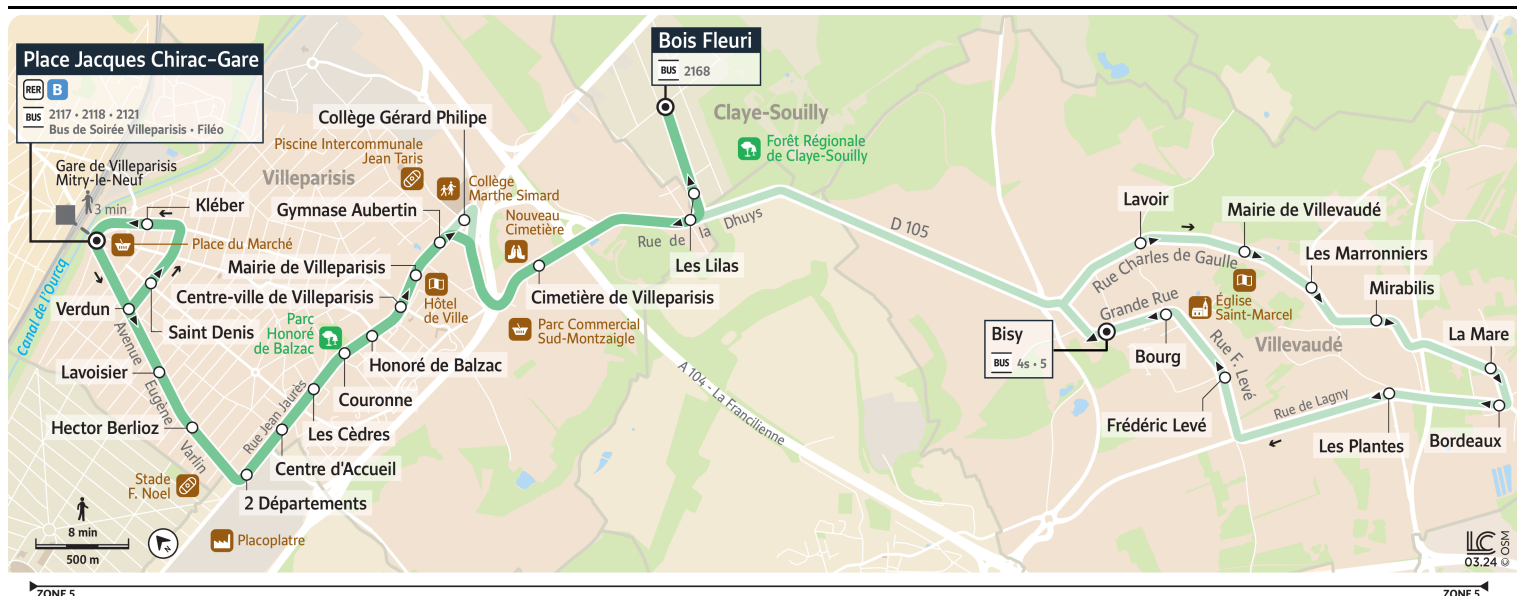 Place Jacques Chirac–Gare
RER B
BUS 2117 • 2118 • 2121
Bus de Soirée Villeparisis • Filéo
Gare de Villeparisis
Mitry-le-Neuf
3 min
Kléber
Place du Marché
Canal de l'Ourcq
Verdun
Saint Denis
Avenue Eugène Varlin
Lavoisier
Hector Berlioz
Stade
F. Noel
2 Départements
Placoplatre
Centre d'Accueil
Rue Jean Jaurès
Les Cèdres
Couronne
Parc
Honoré
de Balzac
Honoré de Balzac
Centre-ville de Villeparisis
Hôtel
de Ville
Mairie de Villeparisis
Gymnase Aubertin
Villeparisis
Collège Gérard Philipe
Piscine Intercommunale
Jean Taris
Collège
Marthe Simard
Nouveau
Cimetière
Cimetière de Villeparisis
Parc Commercial
Sud-Montzaigle
A 104 - La Francilienne
Bois Fleuri
BUS 2168
Claye-Souilly
Forêt Régionale
de Claye-Souilly
Rue de la Dhuys
Les Lilas
D 105
Lavoir
Rue Charles de Gaulle
Mairie de Villevaudé
Les Marronniers
Mirabilis
La Mare
Bordeaux
Les Plantes
Rue de Lagny
Frédéric Levé
Rue F. Levé
Villevaudé
Église
Saint-Marcel
Grande Rue
Bourg
Bisy
BUS 4s • 5
8 min
500 m
N
LC
03.24 © OSM
ZONE 5
ZONE 5